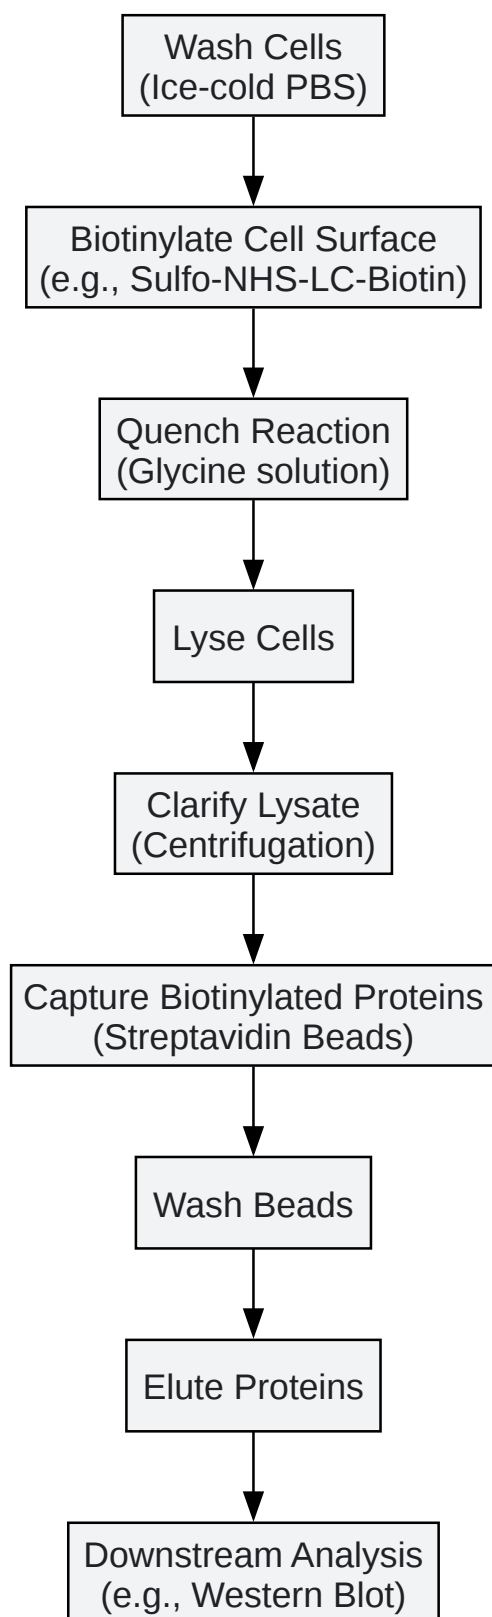 Wash Cells
(Ice-cold PBS)
Biotinylate Cell Surface
(e.g., Sulfo-NHS-LC-Biotin)
Quench Reaction
(Glycine solution)
Lyse Cells
Clarify Lysate
(Centrifugation)
Capture Biotinylated Proteins
(Streptavidin Beads)
Wash Beads
Elute Proteins
Downstream Analysis
(e.g., Western Blot)